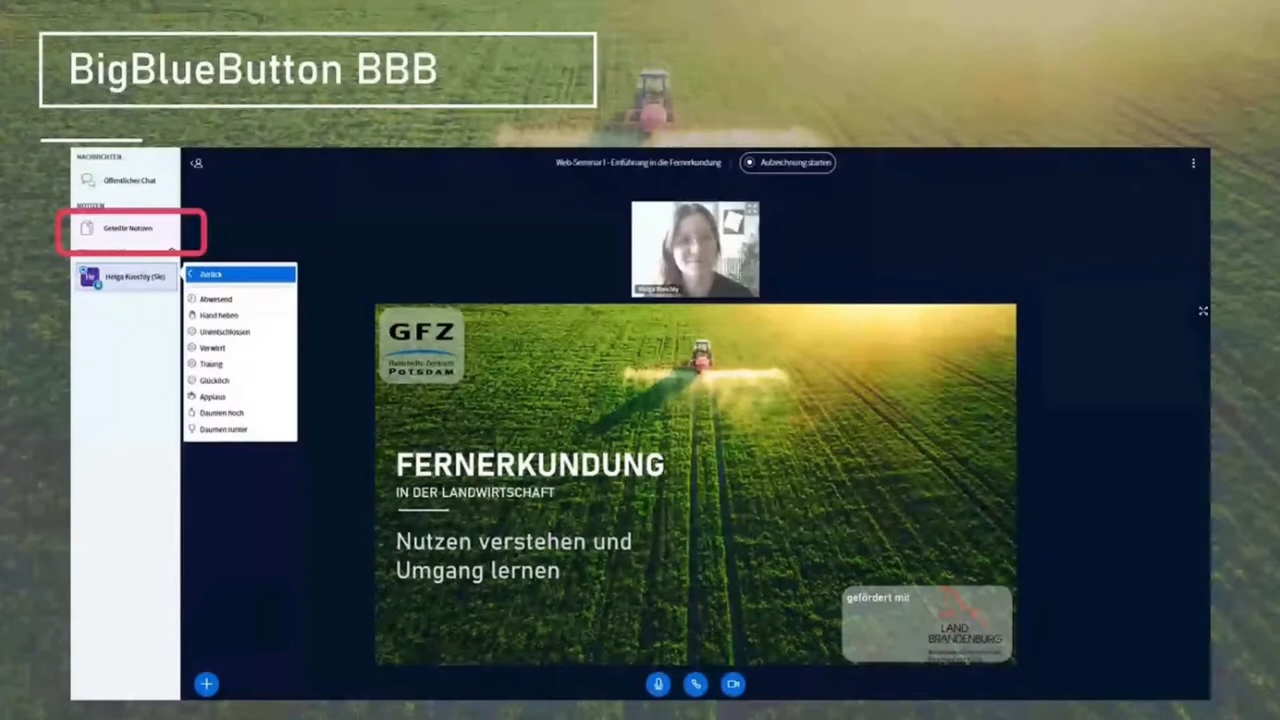 BigBlueButton BBB
NACHRICHTEN
Öffentlicher Chat
NOTIZEN
Geteilte Notizen
Helga Kuechly (Sie)
Zurück
Abwesend
Hand heben
Unentschlossen
Verwirrt
Traurig
Glücklich
Applaus
Daumen hoch
Daumen runter
Web-Seminar I - Einführung in die Fernerkundung
Aufzeichnung starten
Helga Kuechly
GFZ
Helmholtz-Zentrum
POTSDAM
FERNERKUNDUNG
IN DER LANDWIRTSCHAFT
Nutzen verstehen und
Umgang lernen
gefördert mit
LAND
BRANDENBURG